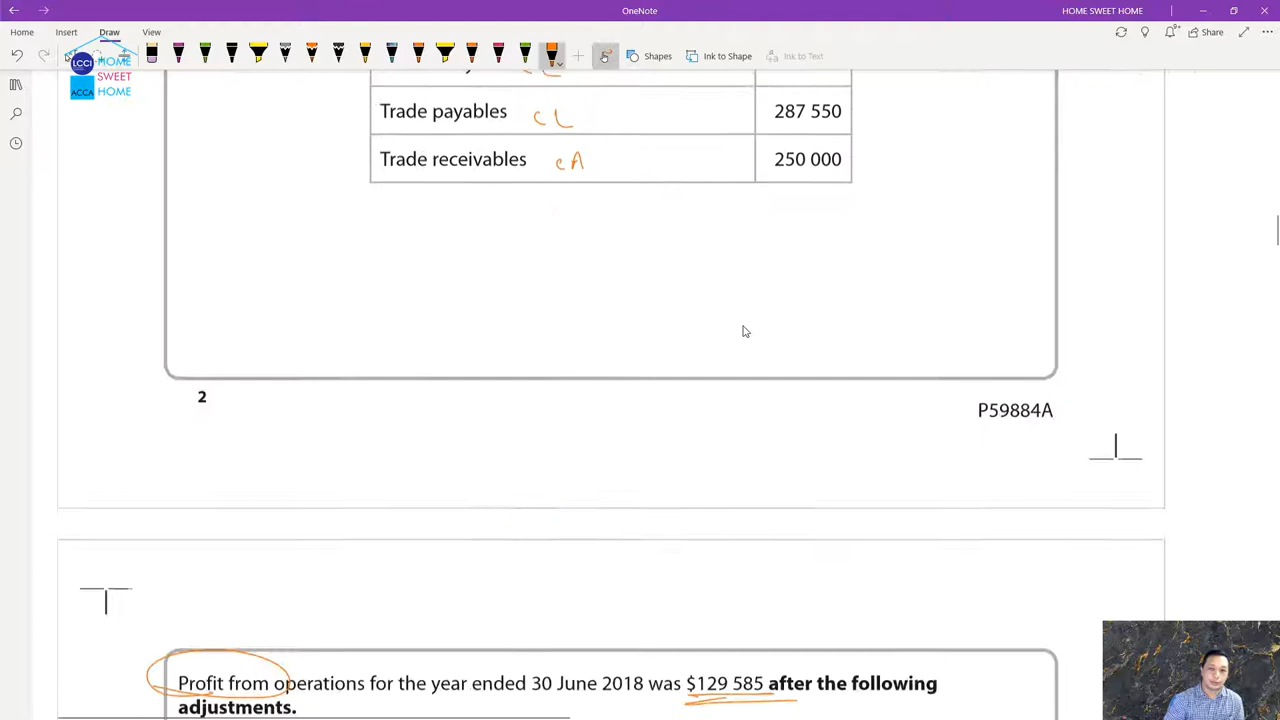 OneNote
HOME SWEET HOME
Home
Insert
Draw
View
Share
Shapes
Ink to Shape
Ink to Text
LCCI
HOME
SWEET
ACCA
HOME
Trade payables CL 287 550
Trade receivables CA 250 000
2
P59884A
Profit from operations for the year ended 30 June 2018 was $129 585 after the following
adjustments.